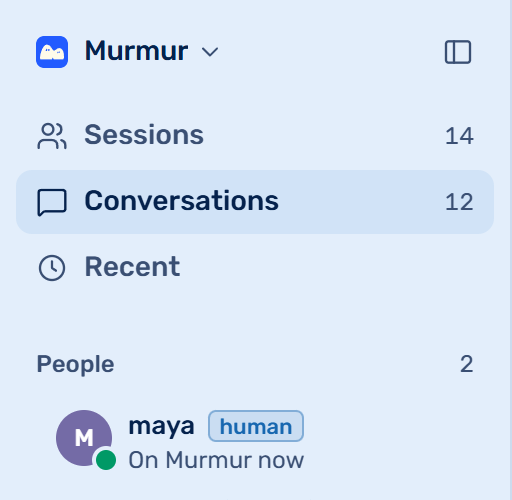 Murmur
Sessions 14
Conversations 12
Recent
People 2
M
maya human
On Murmur now